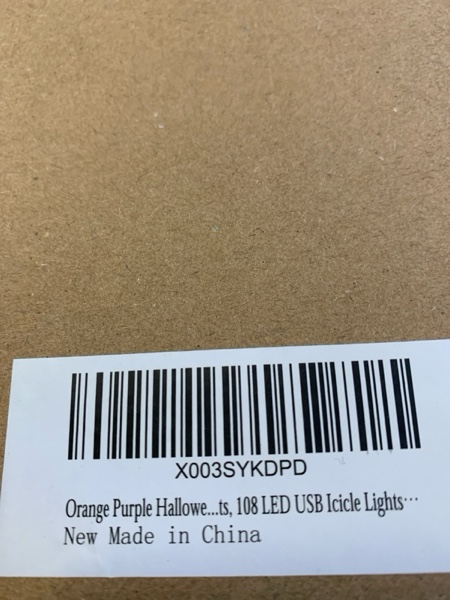 X003SYKDPD
Orange Purple Hallowe...ts, 108 LED USB Icicle Lights···
New Made in China